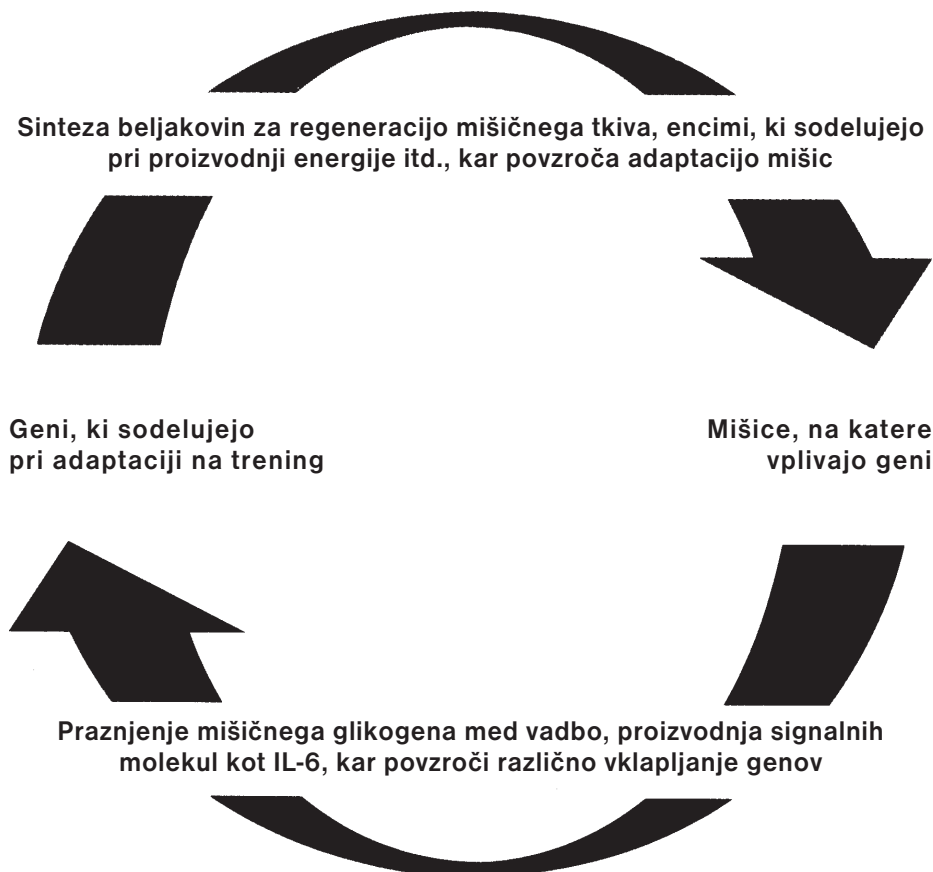 Sinteza beljakovin za regeneracijo mišičnega tkiva, encimi, ki sodelujejo
pri proizvodnji energije itd., kar povzroča adaptacijo mišic
Geni, ki sodelujejo
pri adaptaciji na trening
Mišice, na katere
vplivajo geni
Praznjenje mišičnega glikogena med vadbo, proizvodnja signalnih
molekul kot IL-6, kar povzroči različno vklapljanje genov